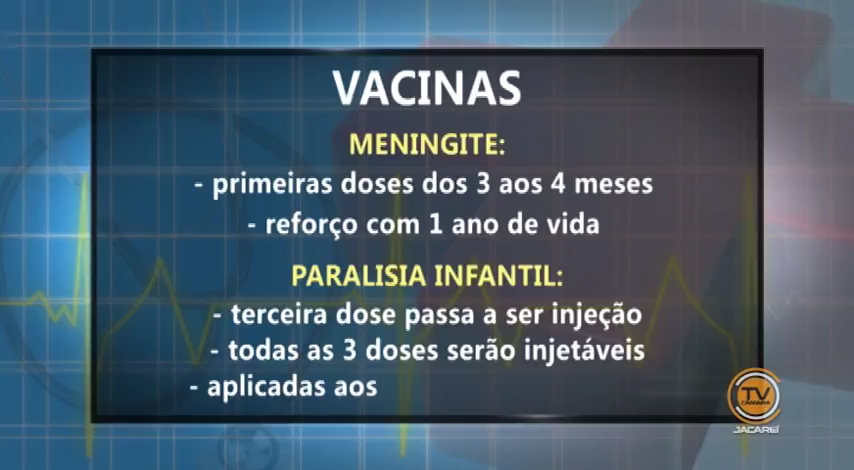 VACINAS
MENINGITE:
- primeiras doses dos 3 aos 4 meses
- reforço com 1 ano de vida
PARALISIA INFANTIL:
- terceira dose passa a ser injeção
- todas as 3 doses serão injetáveis
- aplicadas aos
TV
CÂMARA
JACAREÍ